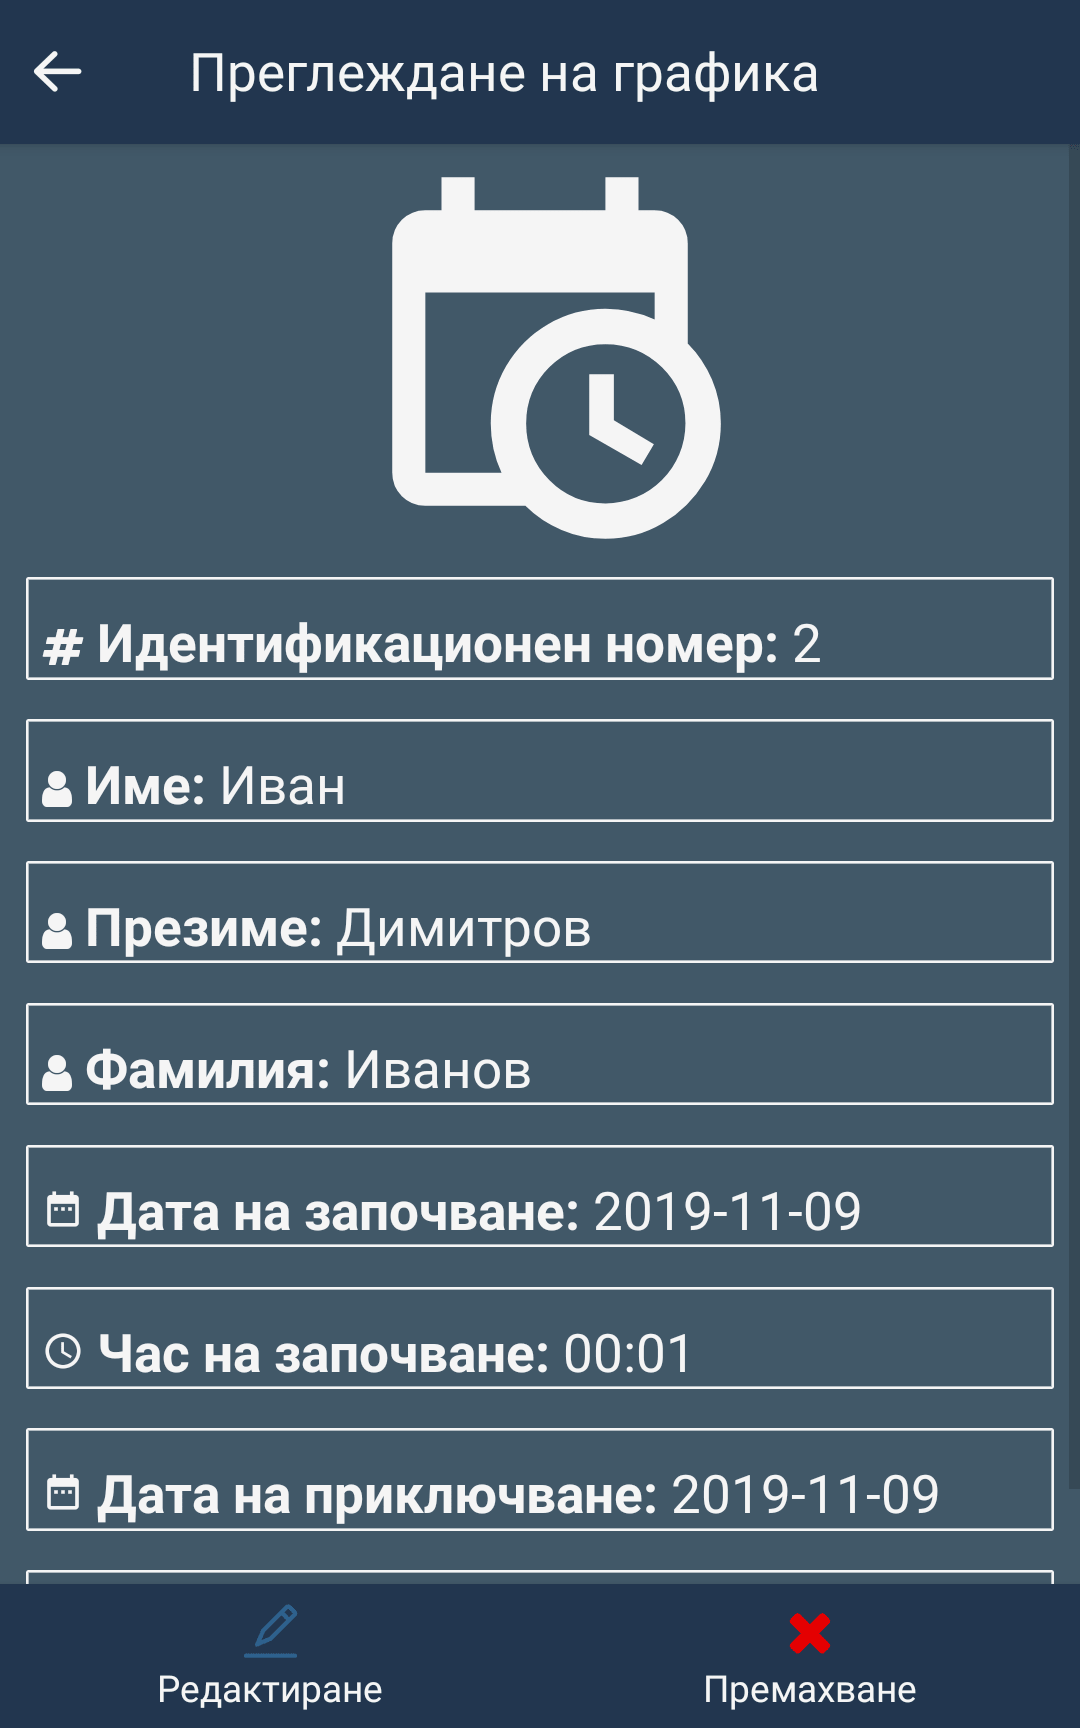 Преглеждане на графика
# Идентификационен номер: 2
Име: Иван
Презиме: Димитров
Фамилия: Иванов
Дата на започване: 2019-11-09
Час на започване: 00:01
Дата на приключване: 2019-11-09
Редактиране
Премахване